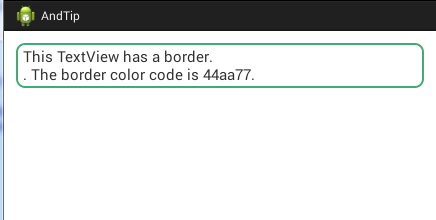 AndTip
This TextView has a border.
. The border color code is 44aa77.